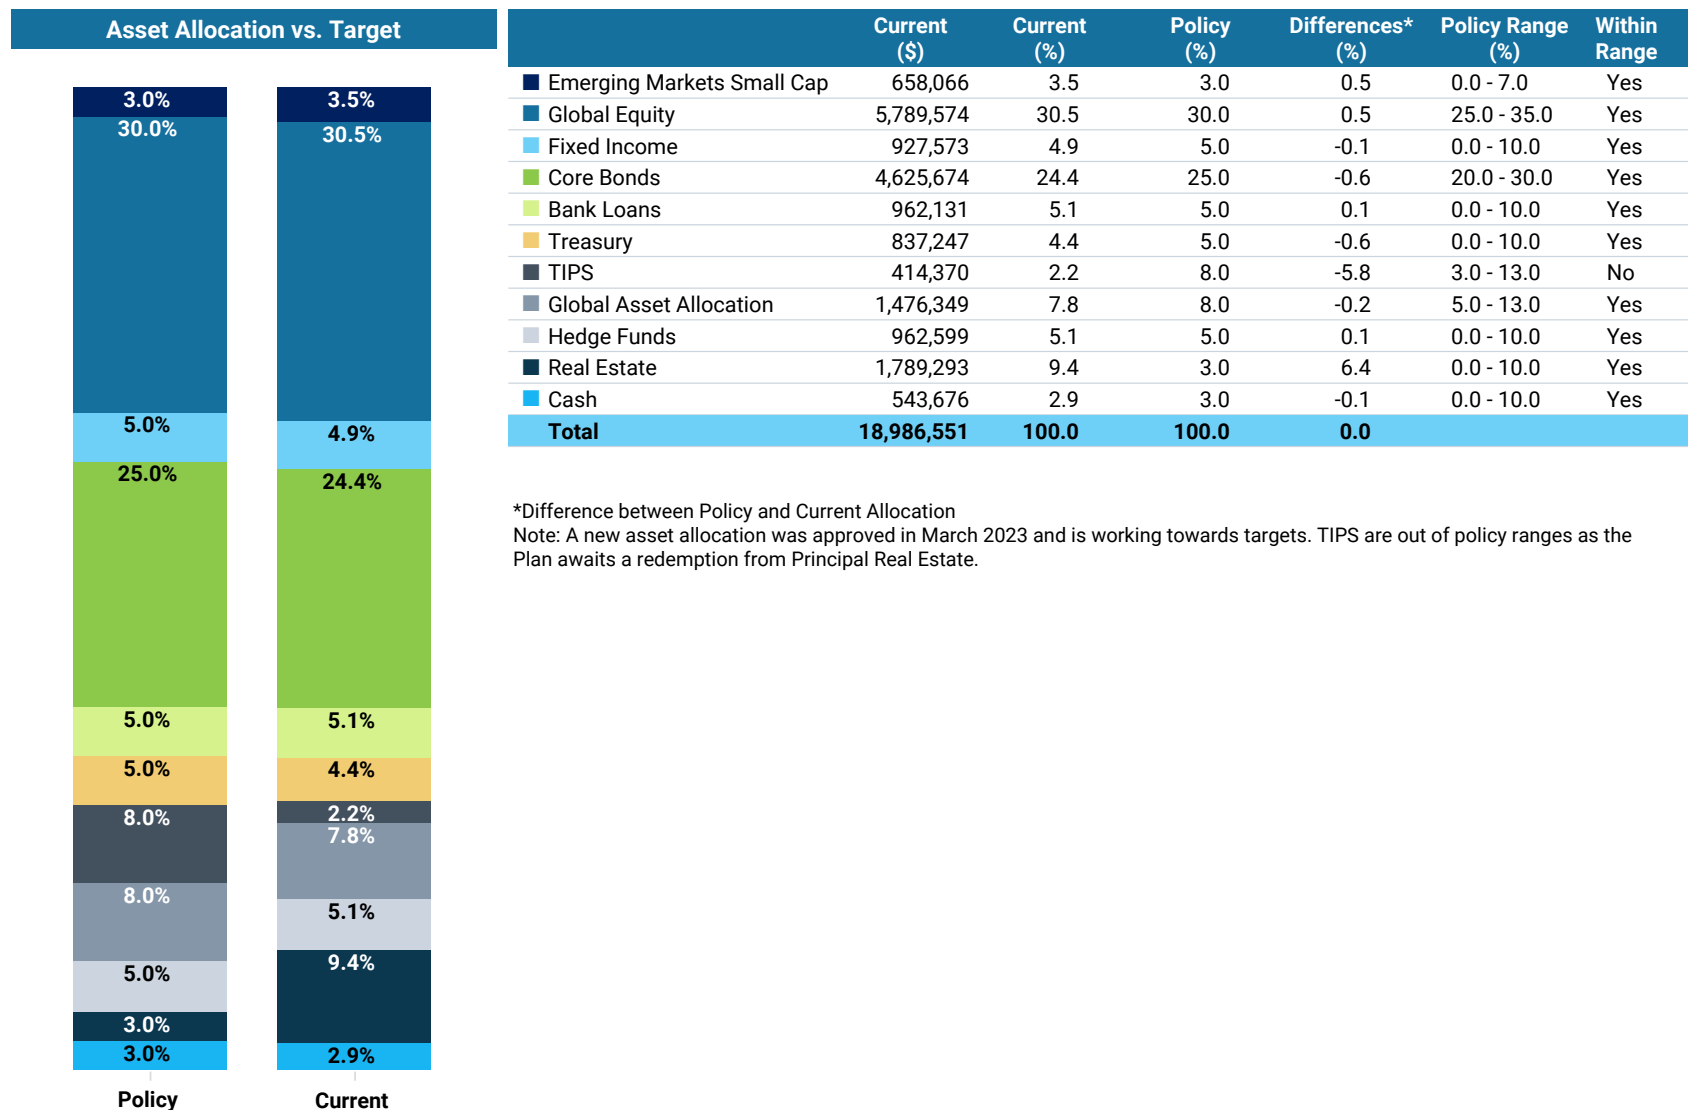 Asset Allocation vs. Target
3.0%
30.0%
5.0%
25.0%
5.0%
5.0%
8.0%
8.0%
5.0%
3.0%
3.0%
Policy
3.5%
30.5%
4.9%
24.4%
5.1%
4.4%
2.2%
7.8%
5.1%
9.4%
2.9%
Current
Current ($) Current (%) Policy (%) Differences* (%) Policy Range (%) Within Range
Emerging Markets Small Cap 658,066 3.5 3.0 0.5 0.0 - 7.0 Yes
Global Equity 5,789,574 30.5 30.0 0.5 25.0 - 35.0 Yes
Fixed Income 927,573 4.9 5.0 -0.1 0.0 - 10.0 Yes
Core Bonds 4,625,674 24.4 25.0 -0.6 20.0 - 30.0 Yes
Bank Loans 962,131 5.1 5.0 0.1 0.0 - 10.0 Yes
Treasury 837,247 4.4 5.0 -0.6 0.0 - 10.0 Yes
TIPS 414,370 2.2 8.0 -5.8 3.0 - 13.0 No
Global Asset Allocation 1,476,349 7.8 8.0 -0.2 5.0 - 13.0 Yes
Hedge Funds 962,599 5.1 5.0 0.1 0.0 - 10.0 Yes
Real Estate 1,789,293 9.4 3.0 6.4 0.0 - 10.0 Yes
Cash 543,676 2.9 3.0 -0.1 0.0 - 10.0 Yes
Total 18,986,551 100.0 100.0 0.0
*Difference between Policy and Current Allocation
Note: A new asset allocation was approved in March 2023 and is working towards targets. TIPS are out of policy ranges as the
Plan awaits a redemption from Principal Real Estate.